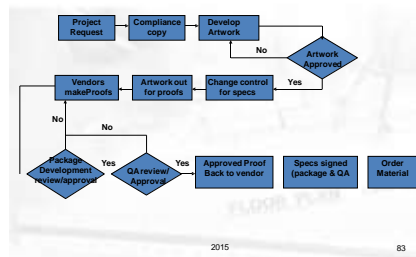 Project
Request
Compliance
copy
Develop
Artwork
No
Artwork
Approved
Yes
Vendors
makeProofs
Artwork out
for proofs
Change control
for specs
No
No
Package
Development
review/approval
Yes
QA review/
Approval
Yes
Approved Proof
Back to vendor
Specs signed
(package & QA
Order
Material
FLOOR PLAN
2015
83